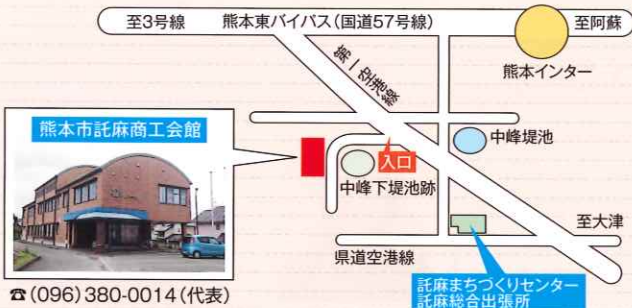 至3号線
熊本東バイパス(国道57号線)
至阿蘇
第一空港線
熊本インター
熊本市託麻商工会館
中峰堤池
入口
中峰下堤池跡
至大津
県道空港線
託麻まちづくりセンター
託麻総合出張所
☎(096)380-0014(代表)